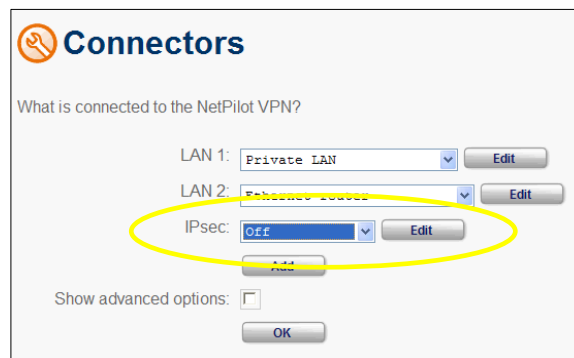 Connectors
What is connected to the NetPilot VPN?
LAN 1: Private LAN Edit
LAN 2: Ethernet router Edit
IPsec: Off Edit
Add
Show advanced options:
OK